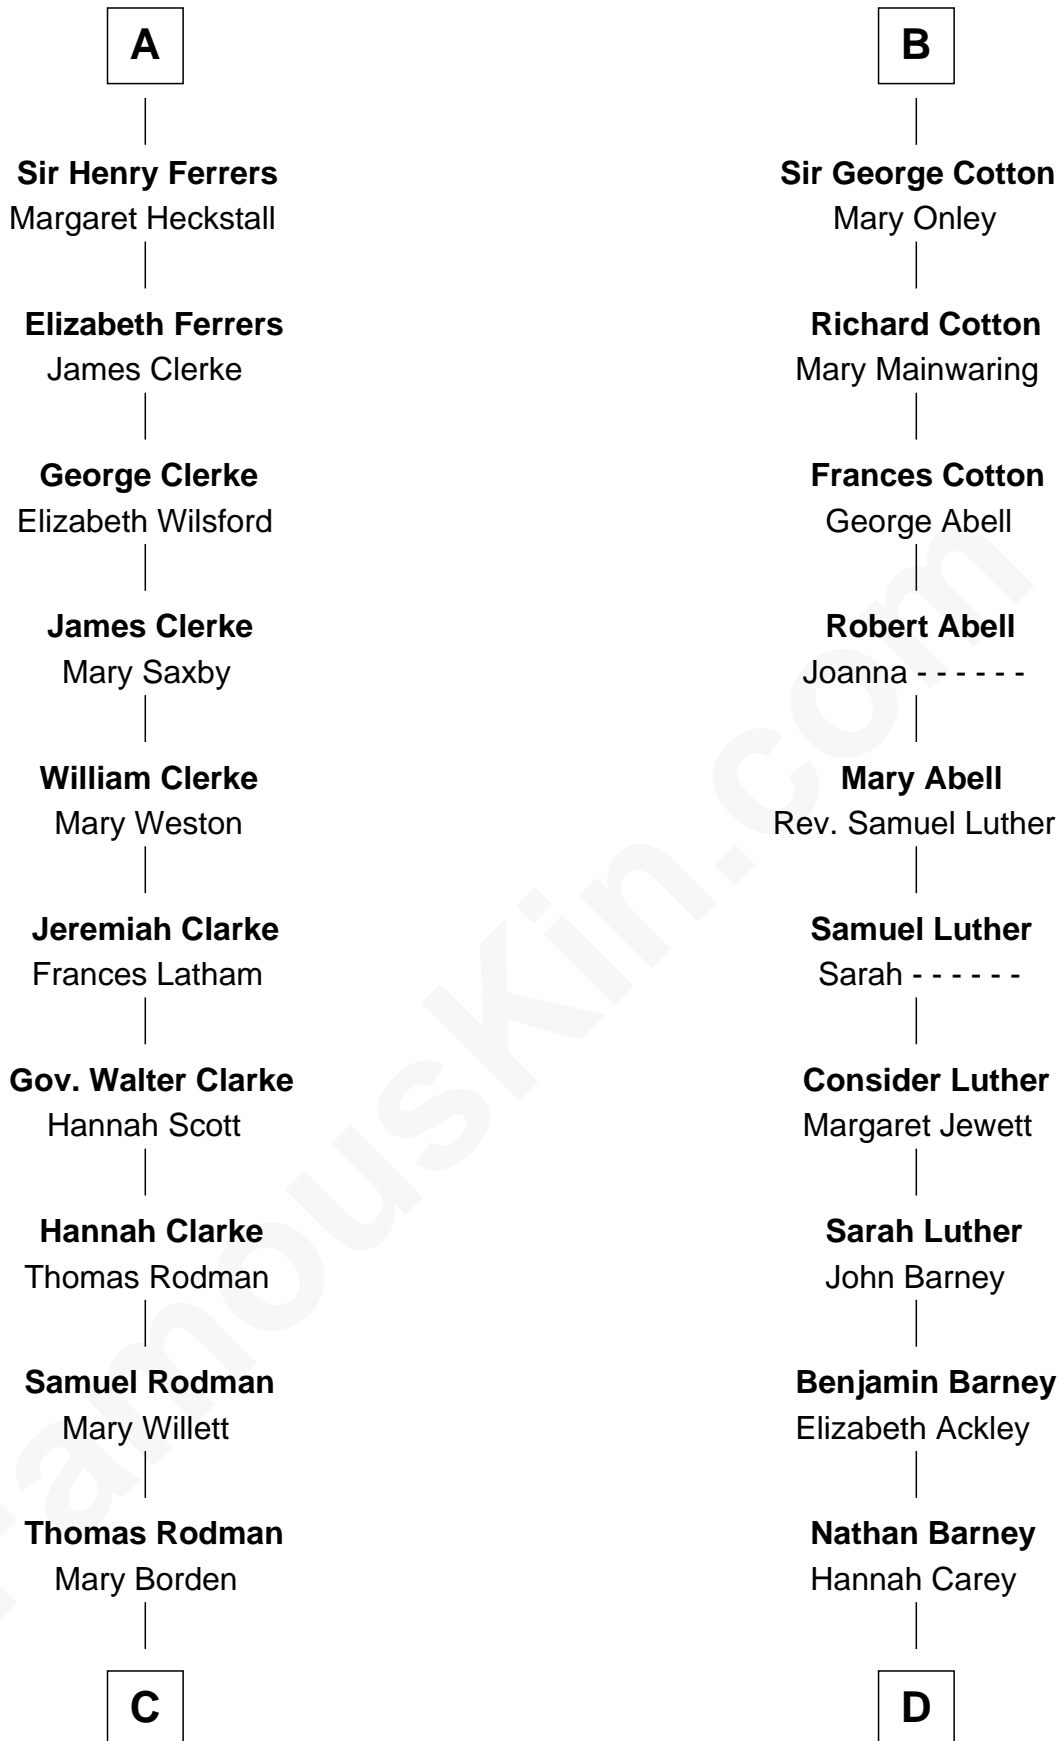 A
Sir Henry Ferrers
Margaret Heckstall
Elizabeth Ferrers
James Clerke
George Clerke
Elizabeth Wilsford
James Clerke
Mary Saxby
William Clerke
Mary Weston
Jeremiah Clarke
Frances Latham
Gov. Walter Clarke
Hannah Scott
Hannah Clarke
Thomas Rodman
Samuel Rodman
Mary Willett
Thomas Rodman
Mary Borden
C
B
Sir George Cotton
Mary Onley
Richard Cotton
Mary Mainwaring
Frances Cotton
George Abell
Robert Abell
Joanna - - - - - -
Mary Abell
Rev. Samuel Luther
Samuel Luther
Sarah - - - - - -
Consider Luther
Margaret Jewett
Sarah Luther
John Barney
Benjamin Barney
Elizabeth Ackley
Nathan Barney
Hannah Carey
D
FamousKin.com